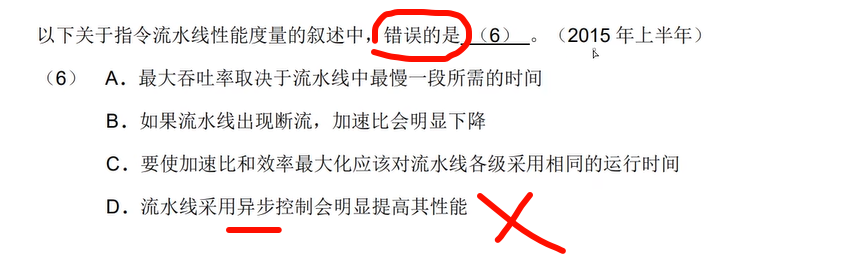 以下关于指令流水线性能度量的叙述中，错误的是 （6） 。（2015 年上半年）
（6） A．最大吞吐率取决于流水线中最慢一段所需的时间
B．如果流水线出现断流，加速比会明显下降
C．要使加速比和效率最大化应该对流水线各级采用相同的运行时间
D．流水线采用异步控制会明显提高其性能